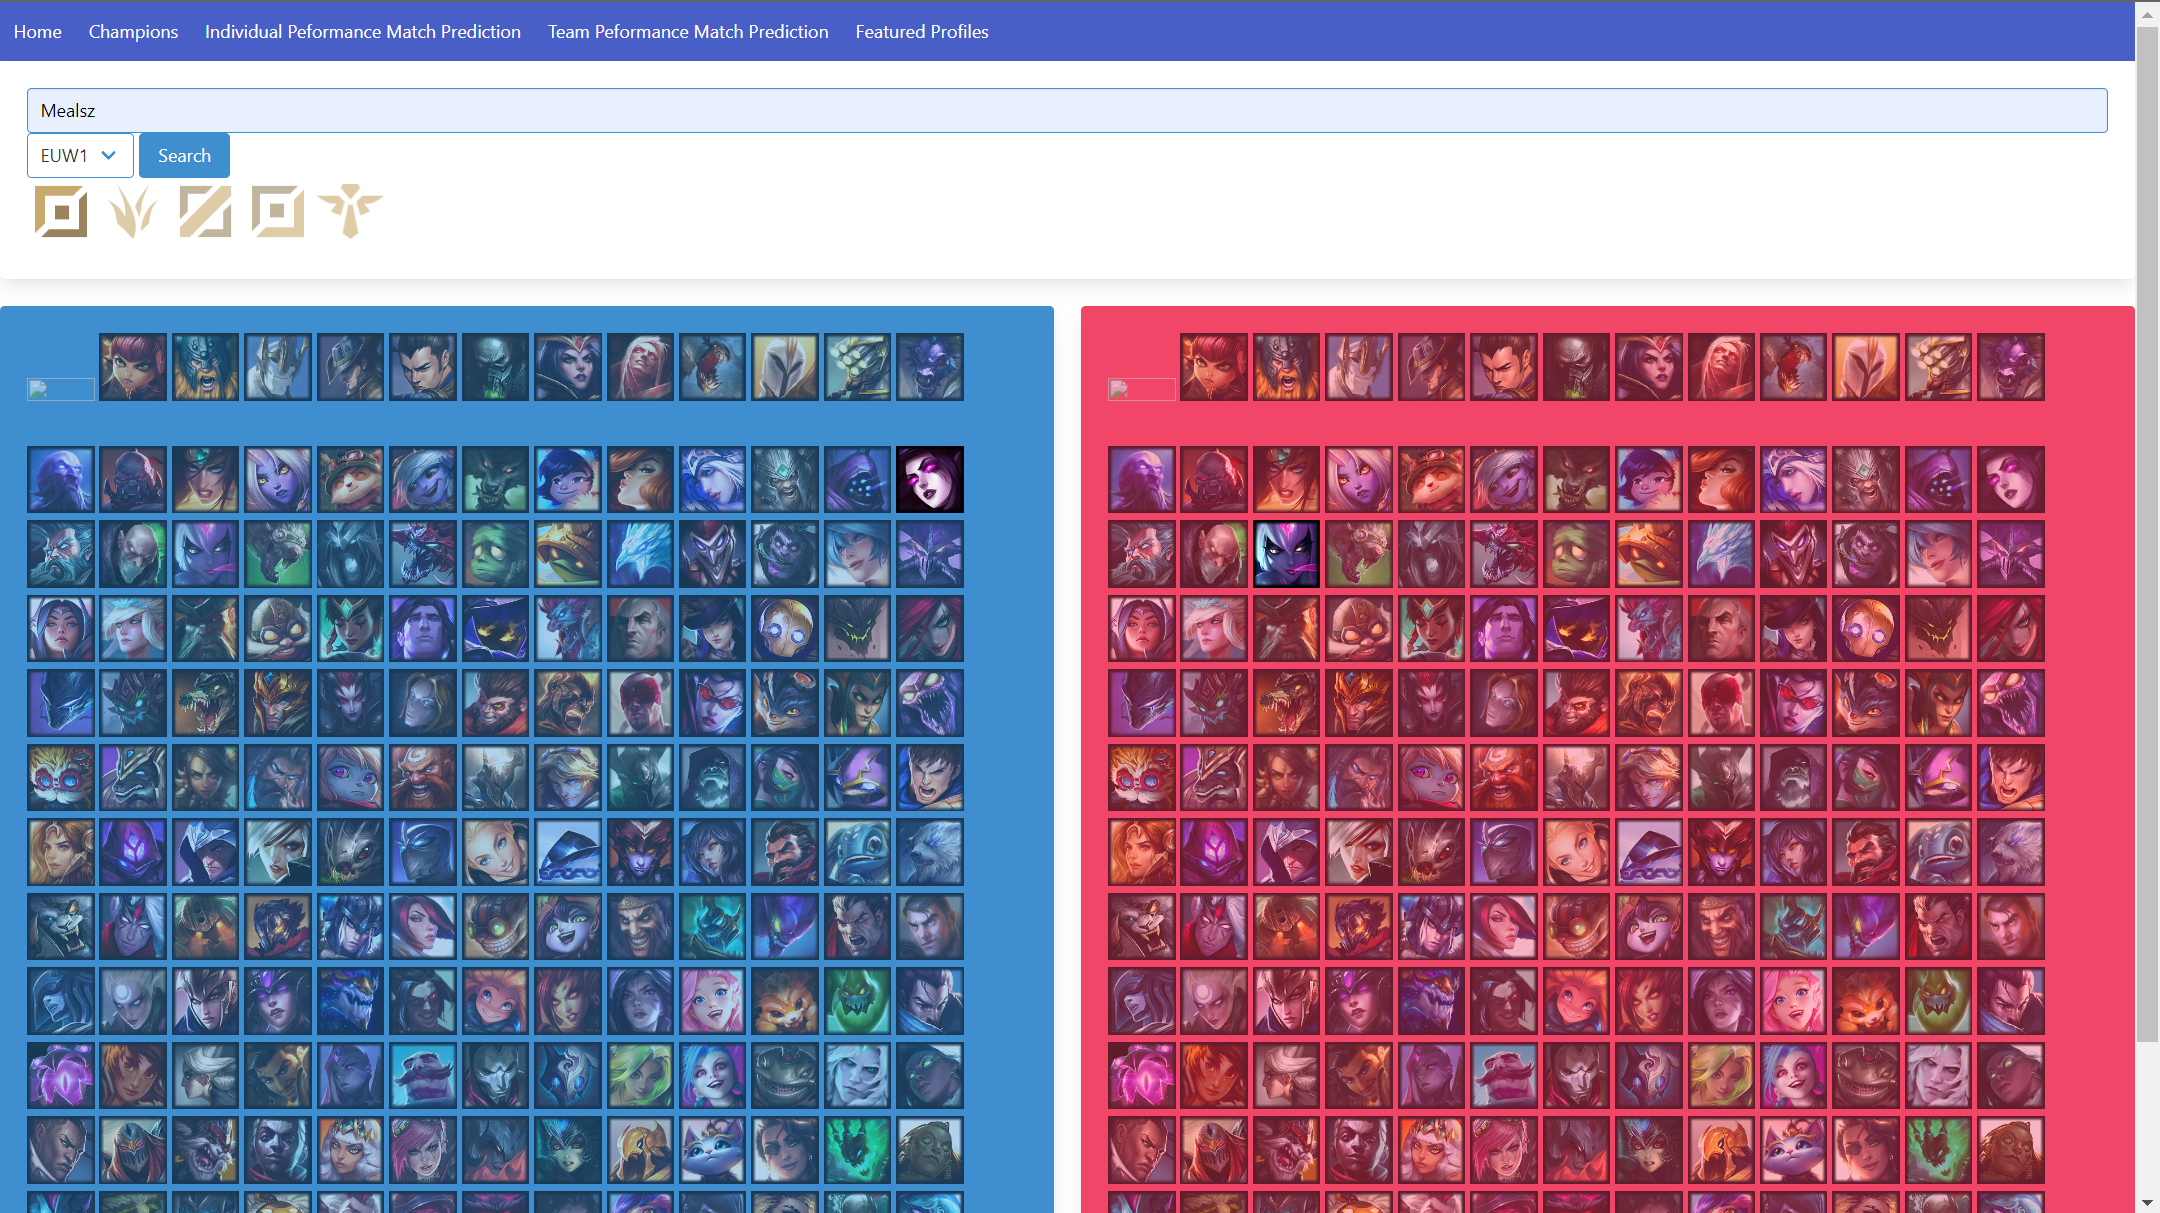 Home Champions Individual Peformance Match Prediction Team Peformance Match Prediction Featured Profiles
Mealsz
EUW1 Search